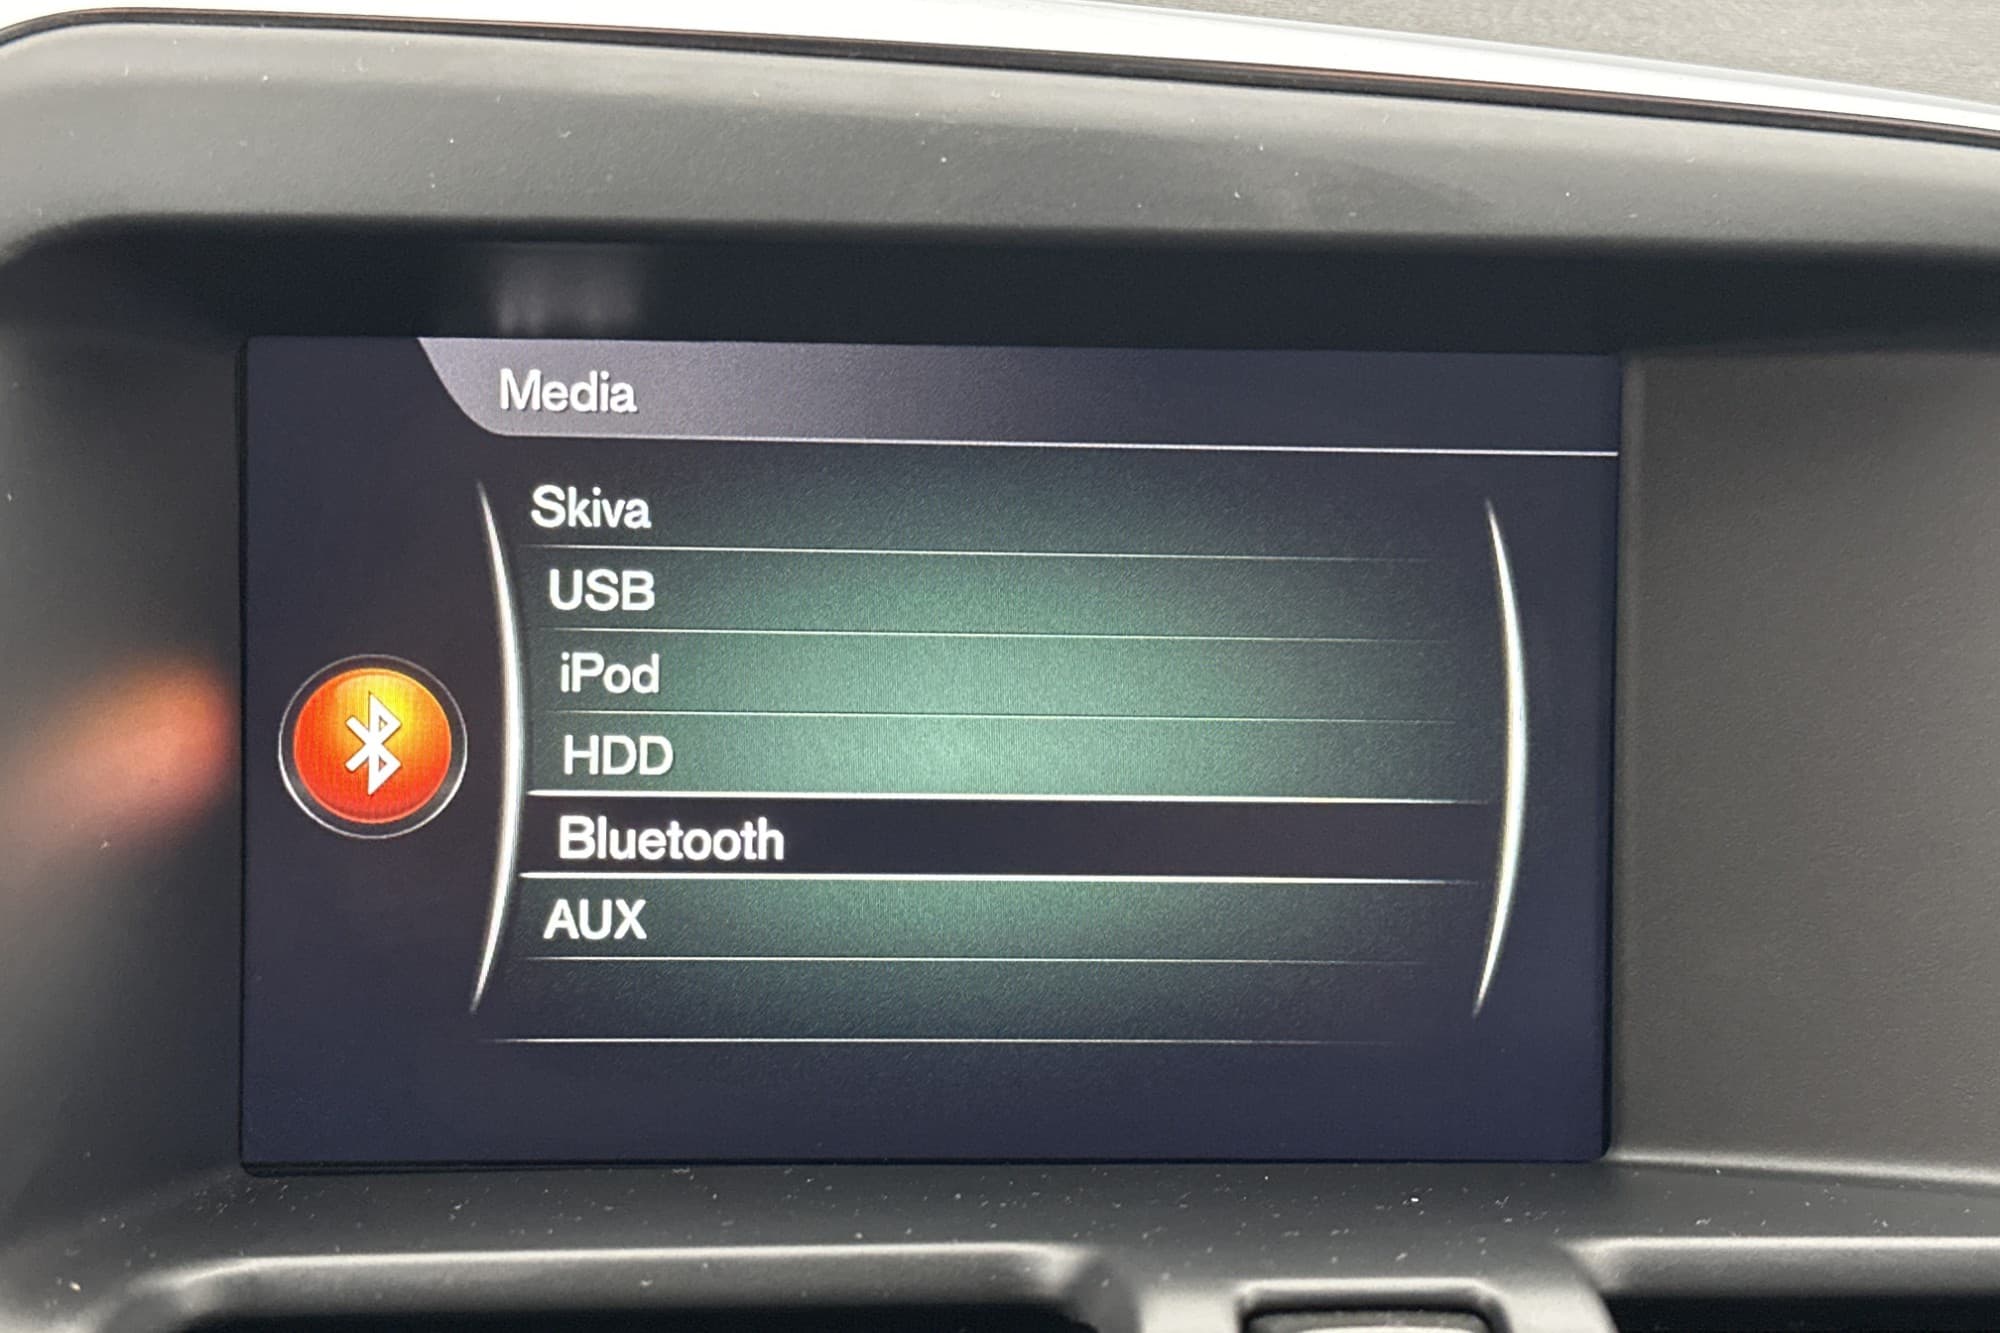 Media
Skiva
USB
iPod
HDD
Bluetooth
AUX